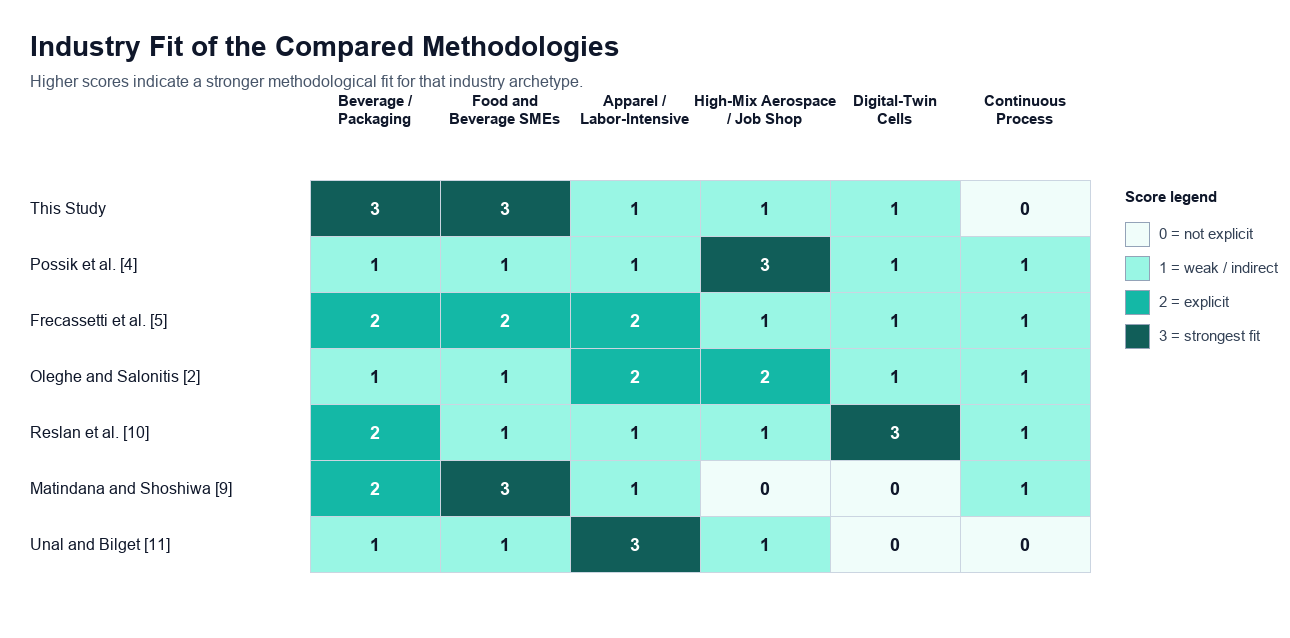 Industry Fit of the Compared Methodologies
Higher scores indicate a stronger methodological fit for that industry archetype.
Beverage / Packaging
Food and Beverage SMEs
Apparel / Labor-Intensive
High-Mix Aerospace / Job Shop
Digital-Twin Cells
Continuous Process
This Study 3 3 1 1 1 0
Possik et al. [4] 1 1 1 3 1 1
Frecassetti et al. [5] 2 2 2 1 1 1
Oleghe and Salonitis [2] 1 1 2 2 1 1
Reslan et al. [10] 2 1 1 1 3 1
Matindana and Shoshiwa [9] 2 3 1 0 0 1
Unal and Bilget [11] 1 1 3 1 0 0
Score legend
0 = not explicit
1 = weak / indirect
2 = explicit
3 = strongest fit